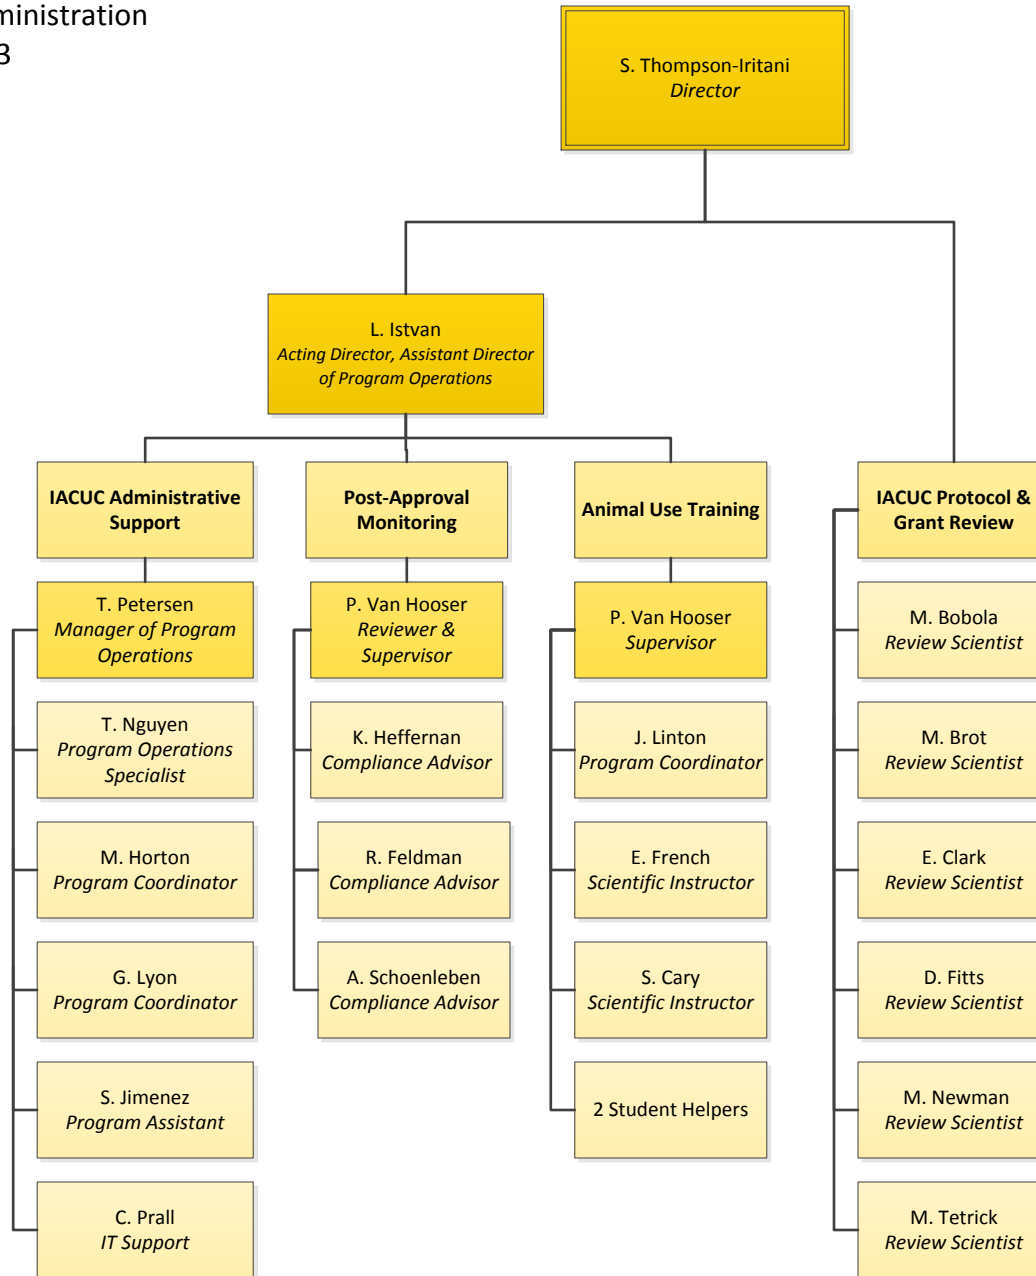 ministration
3
S. Thompson-Iritani
Director
L. Istvan
Acting Director, Assistant Director
of Program Operations
IACUC Administrative
Support
T. Petersen
Manager of Program
Operations
T. Nguyen
Program Operations
Specialist
M. Horton
Program Coordinator
G. Lyon
Program Coordinator
S. Jimenez
Program Assistant
C. Prall
IT Support
Post-Approval
Monitoring
P. Van Hooser
Reviewer &
Supervisor
K. Heffernan
Compliance Advisor
R. Feldman
Compliance Advisor
A. Schoenleben
Compliance Advisor
Animal Use Training
P. Van Hooser
Supervisor
J. Linton
Program Coordinator
E. French
Scientific Instructor
S. Cary
Scientific Instructor
2 Student Helpers
IACUC Protocol &
Grant Review
M. Bobola
Review Scientist
M. Brot
Review Scientist
E. Clark
Review Scientist
D. Fitts
Review Scientist
M. Newman
Review Scientist
M. Tetrick
Review Scientist